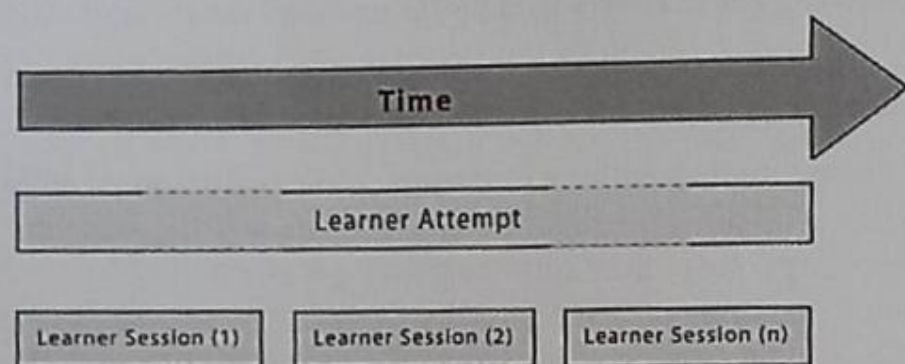 Time
Learner Attempt
Learner Session (1)
Learner Session (2)
Learner Session (n)